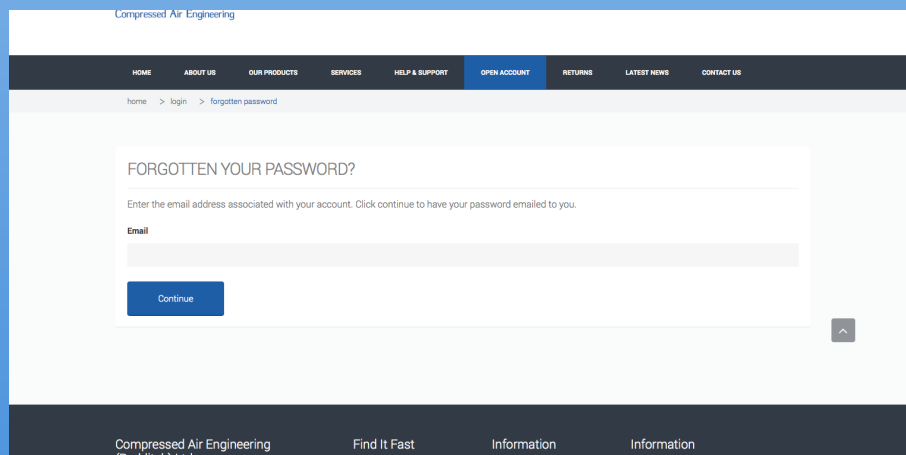 Compressed Air Engineering
HOME ABOUT US OUR PRODUCTS SERVICES HELP & SUPPORT OPEN ACCOUNT RETURNS LATEST NEWS CONTACT US
home > login > forgotten password
FORGOTTEN YOUR PASSWORD?
Enter the email address associated with your account. Click continue to have your password emailed to you.
Email
Continue
Compressed Air Engineering
Find It Fast
Information
Information